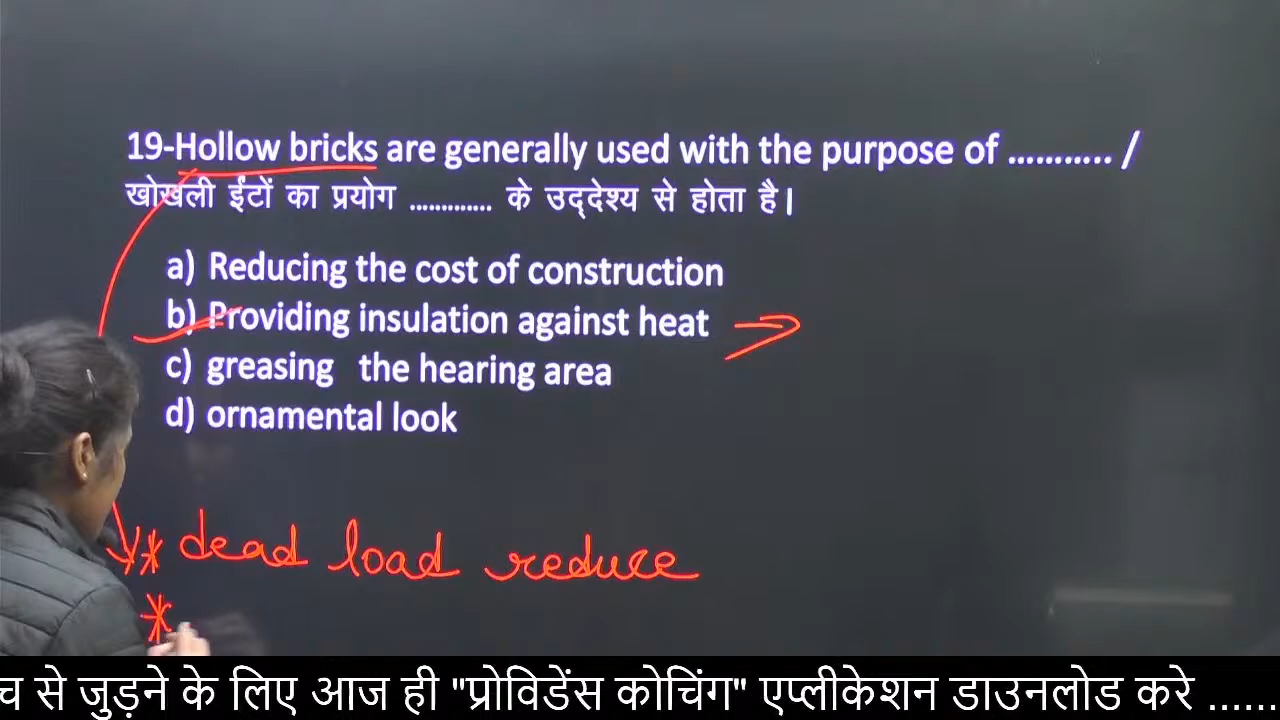 19-Hollow bricks are generally used with the purpose of ........... /
खोखली ईंटों का प्रयोग ............. के उद्देश्य से होता है।
a) Reducing the cost of construction
b) Providing insulation against heat
c) greasing the hearing area
d) ornamental look
* dead load reduce
*
च से जुड़ने के लिए आज ही "प्रोविडेंस कोचिंग" एप्लीकेशन डाउनलोड करे ......